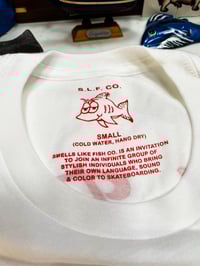 S.L.F. CO.
SMALL
(COLD WATER, HANG DRY)
SMELLS LIKE FISH CO. IS AN INVITATION
TO JOIN AN INFINITE GROUP OF
STYLISH INDIVIDUALS WHO BRING
THEIR OWN LANGUAGE, SOUND
& COLOR TO SKATEBOARDING.